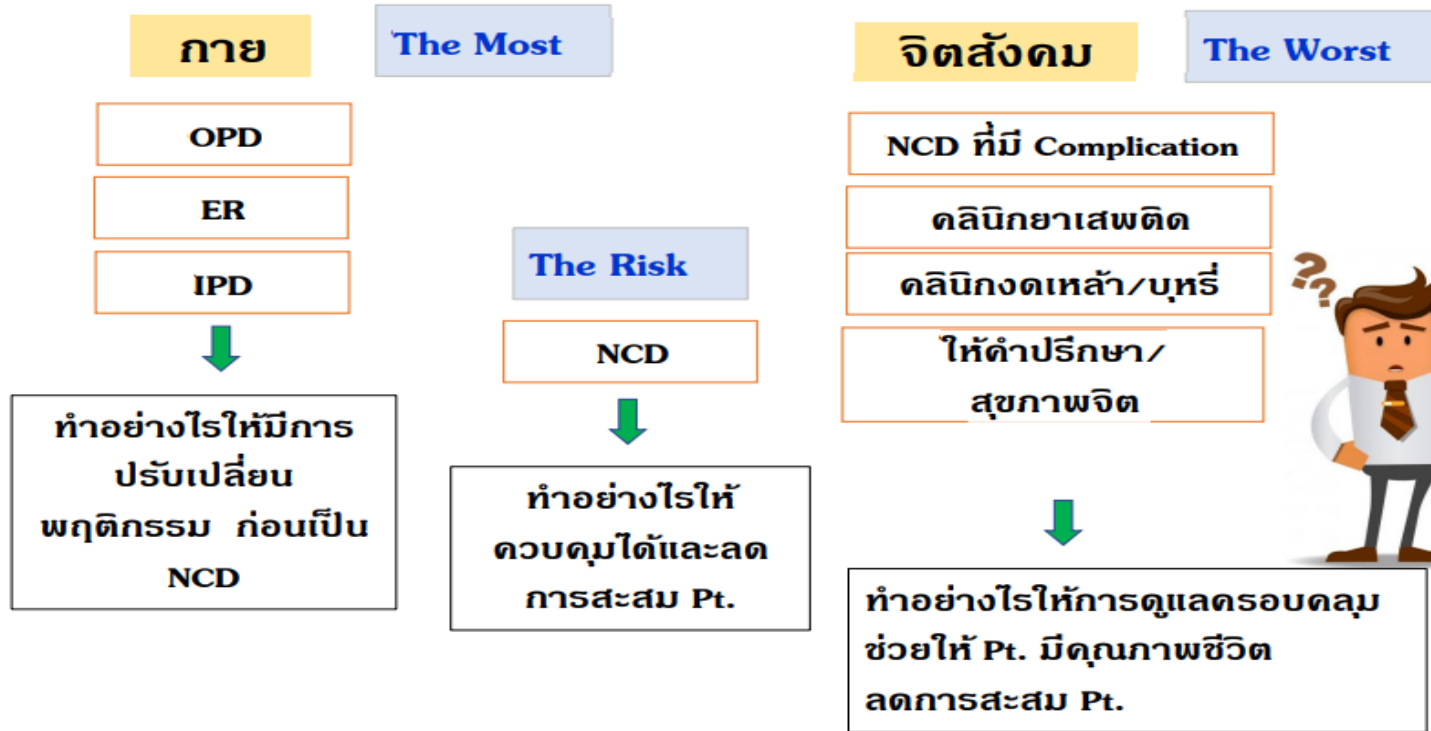 กาย
The Most
OPD
ER
IPD
ทำอย่างไรให้มีการ
ปรับเปลี่ยน
พฤติกรรม ก่อนเป็น
NCD
The Risk
NCD
ทำอย่างไรให้
ควบคุมได้และลด
การสะสม Pt.
จิตสังคม
The Worst
NCD ที่มี Complication
คลินิกยาเสพติด
คลินิกงดเหล้า/บุหรี่
ให้คำปรึกษา/
สุขภาพจิต
??
ทำอย่างไรให้การดูแลครอบคลุม
ช่วยให้ Pt. มีคุณภาพชีวิต
ลดการสะสม Pt.